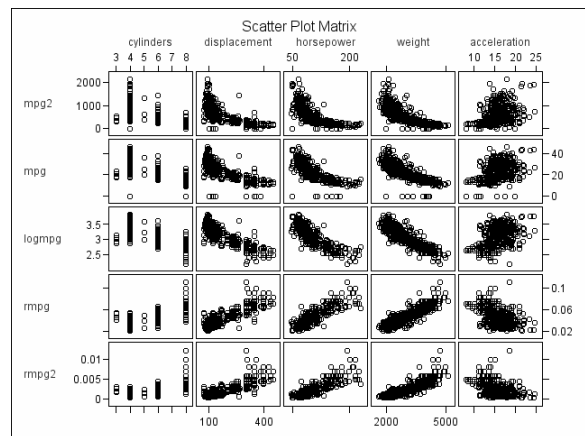 Scatter Plot Matrix
cylinders displacement horsepower weight acceleration
3 4 5 6 7 8 50 200 10 15 20 25
mpg2 2000
1000
0
mpg 40
20
0
logmpg 3.5
3
2.5
rmpg 0.1
0.06
0.02
rmpg2 0.01
0.005
0
100 400 2000 5000